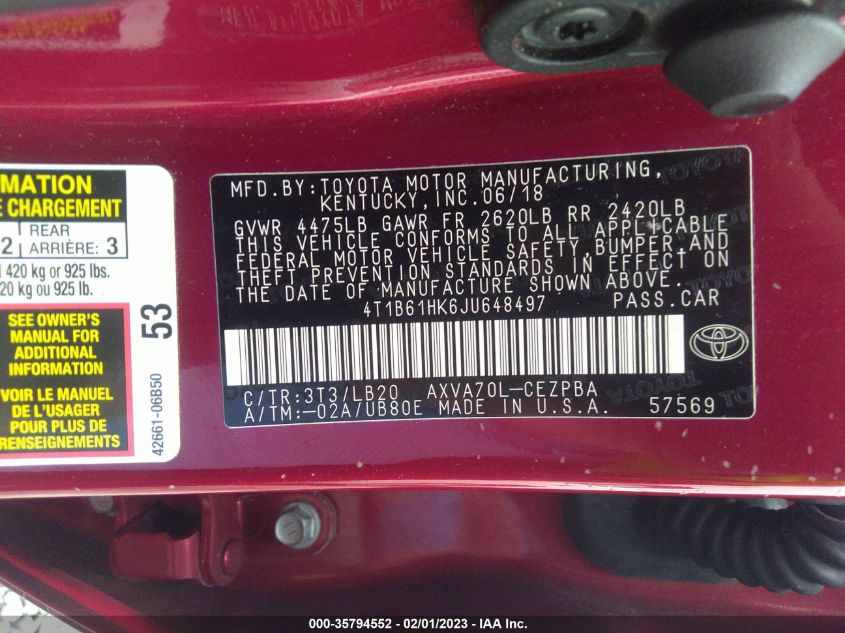 MATION
E CHARGEMENT
2 REAR
ARRIÈRE: 3
420 kg or 925 lbs.
20 kg ou 925 lb.
SEE OWNER'S
MANUAL FOR
ADDITIONAL
INFORMATION
VOIR LE MANUEL
DE L'USAGER
POUR PLUS DE
RENSEIGNEMENTS
53
42661-06B50
MFD.BY:TOYOTA MOTOR MANUFACTURING,
KENTUCKY, INC.06/18
GVWR 4475LB GAWR FR 2620LB RR 2420LB
THIS VEHICLE CONFORMS TO ALL APPLICABLE
FEDERAL MOTOR VEHICLE SAFETY, BUMPER,AND
THEFT PREVENTION STANDARDS IN EFFECT ON
THE DATE OF MANUFACTURE SHOWN ABOVE.
4T1B61HK6JU648497 PASS.CAR
C/TR:3T3/LB20 AXVA70L-CEZPBA
A/TM:-02A/UB80E MADE IN U.S.A. 57569
TOYOTA
000-35794552 - 02/01/2023 - IAA Inc.